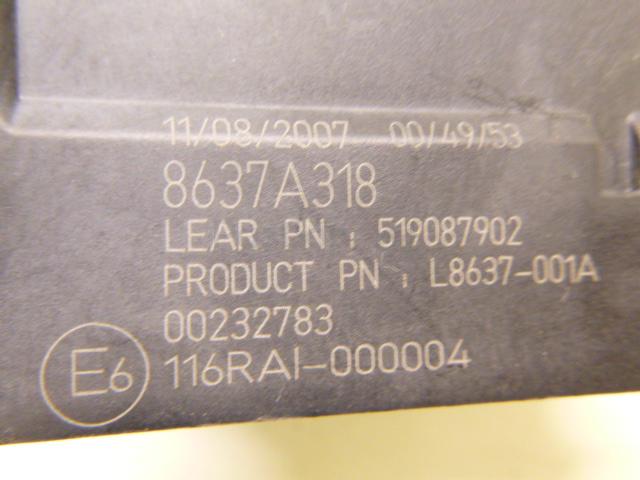 11/08/2007 00/49/53
8637A318
LEAR PN : 519087902
PRODUCT PN : L8637-001A
00232783
E6 116RAI-000004